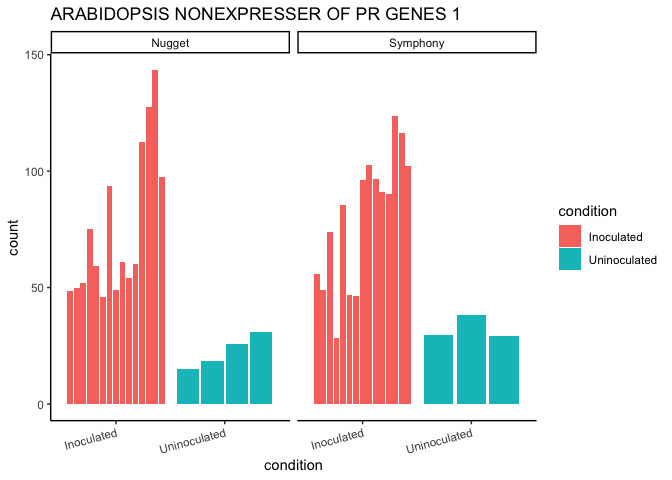 ARABIDOPSIS NONEXPRESSER OF PR GENES 1
Nugget
Symphony
150
100
50
0
count
Inoculated
Uninoculated
Inoculated
Uninoculated
condition
condition
Inoculated
Uninoculated